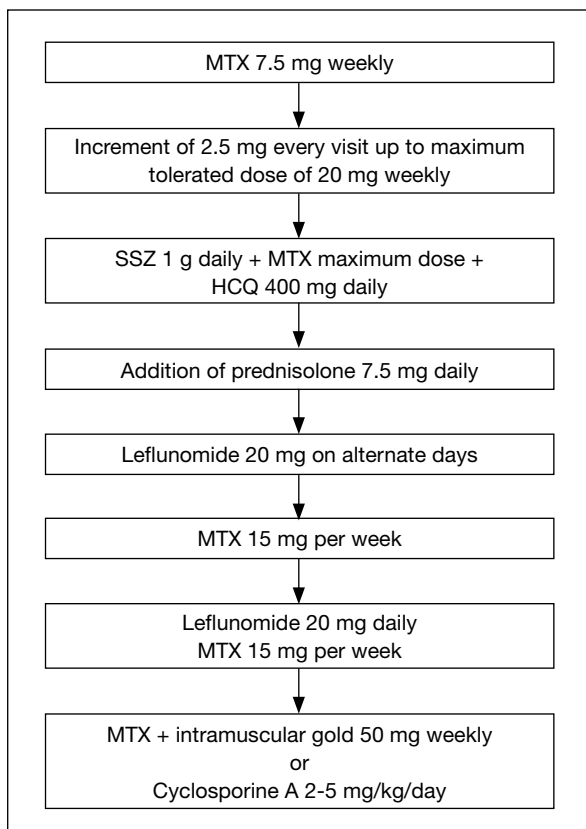 MTX 7.5 mg weekly
Increment of 2.5 mg every visit up to maximum
tolerated dose of 20 mg weekly
SSZ 1 g daily + MTX maximum dose +
HCQ 400 mg daily
Addition of prednisolone 7.5 mg daily
Leflunomide 20 mg on alternate days
MTX 15 mg per week
Leflunomide 20 mg daily
MTX 15 mg per week
MTX + intramuscular gold 50 mg weekly
or
Cyclosporine A 2-5 mg/kg/day